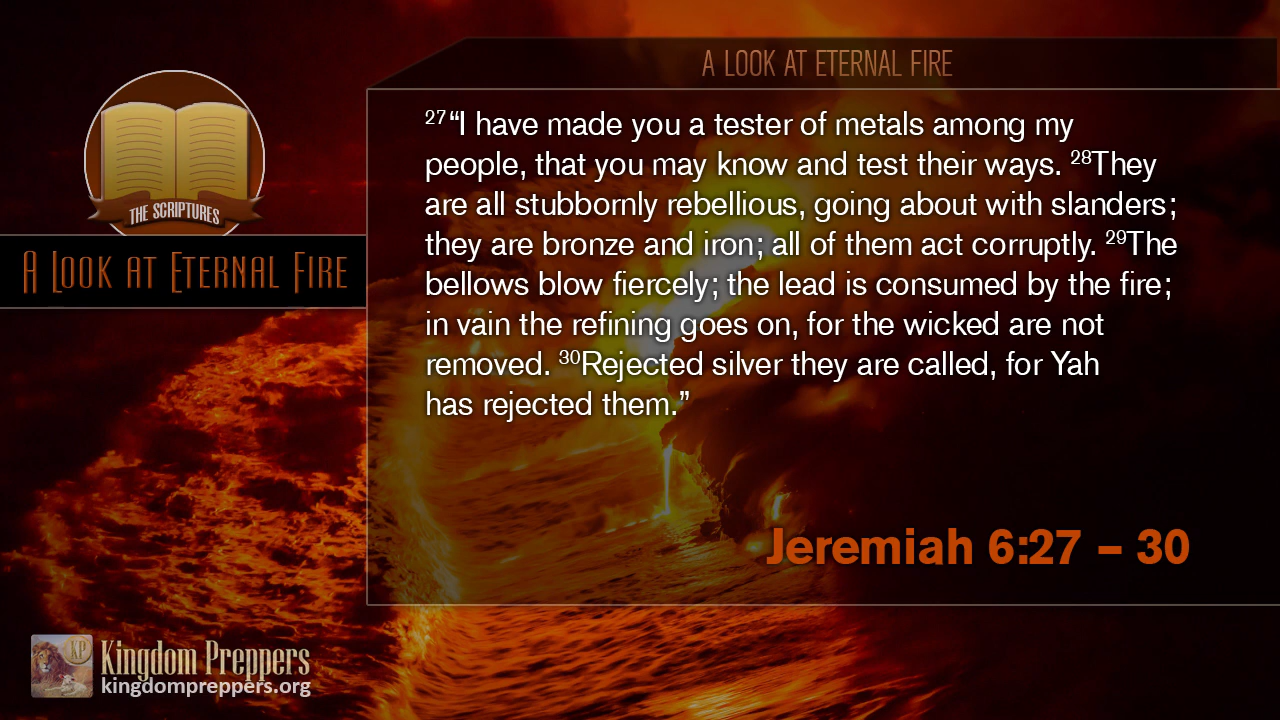 A LOOK AT ETERNAL FIRE
THE SCRIPTURES
A LOOK AT ETERNAL FIRE
27“I have made you a tester of metals among my
people, that you may know and test their ways. 28They
are all stubbornly rebellious, going about with slanders;
they are bronze and iron; all of them act corruptly. 29The
bellows blow fiercely; the lead is consumed by the fire;
in vain the refining goes on, for the wicked are not
removed. 30Rejected silver they are called, for Yah
has rejected them.”
Jeremiah 6:27 – 30
KP
Kingdom Preppers
kingdompreppers.org